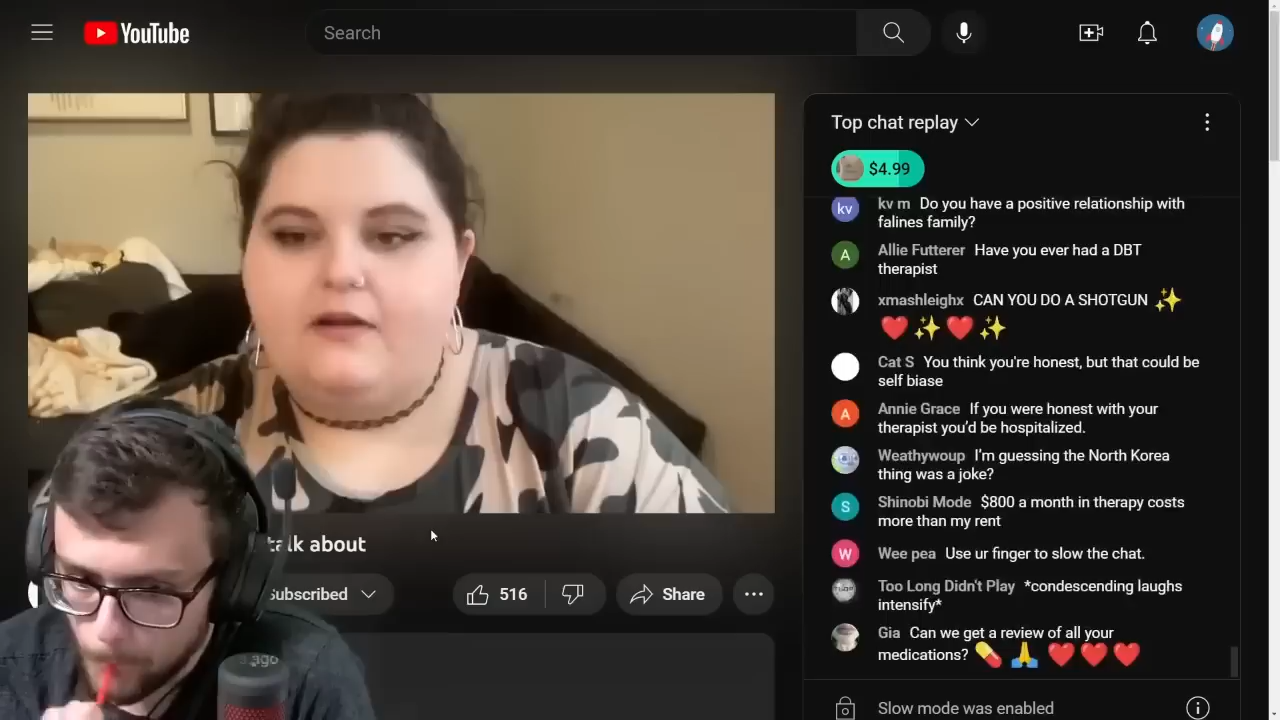 YouTube
Search
Top chat replay
$4.99
kv
kv m Do you have a positive relationship with
falines family?
A
Allie Futterer Have you ever had a DBT
therapist
xmashleighx CAN YOU DO A SHOTGUN ✨
❤️✨❤️✨
Cat S You think you're honest, but that could be
self biase
A
Annie Grace If you were honest with your
therapist you'd be hospitalized.
Weathywoup I'm guessing the North Korea
thing was a joke?
S
Shinobi Mode $800 a month in therapy costs
more than my rent
W
Wee pea Use ur finger to slow the chat.
Too Long Didn't Play *condescending laughs
intensify*
Gia Can we get a review of all your
medications? 💊 🙏 ❤️❤️❤️
Slow mode was enabled
talk about
Subscribed
516
Share
ago